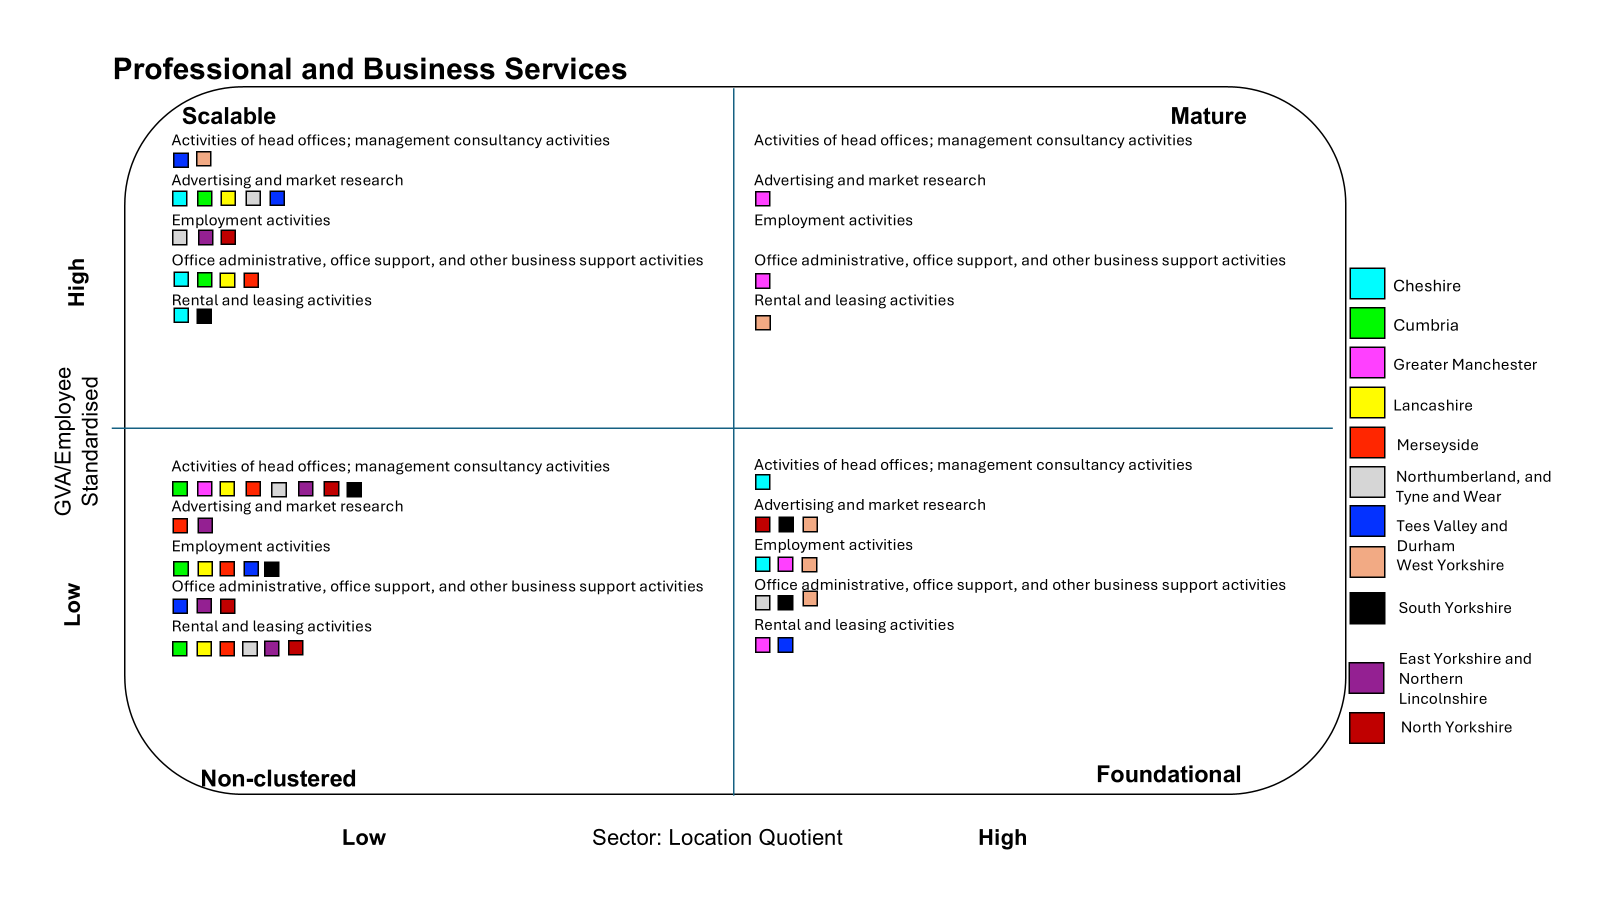 Professional and Business Services
Scalable
Activities of head offices; management consultancy activities
Advertising and market research
Employment activities
Office administrative, office support, and other business support activities
Rental and leasing activities
Mature
Activities of head offices; management consultancy activities
Advertising and market research
Employment activities
Office administrative, office support, and other business support activities
Rental and leasing activities
High
GVA/Employee
Standardised
Low
Activities of head offices; management consultancy activities
Advertising and market research
Employment activities
Office administrative, office support, and other business support activities
Rental and leasing activities
Non-clustered
Activities of head offices; management consultancy activities
Advertising and market research
Employment activities
Office administrative, office support, and other business support activities
Rental and leasing activities
Foundational
Low
Sector: Location Quotient
High
Cheshire
Cumbria
Greater Manchester
Lancashire
Merseyside
Northumberland, and
Tyne and Wear
Tees Valley and
Durham
West Yorkshire
South Yorkshire
East Yorkshire and
Northern
Lincolnshire
North Yorkshire